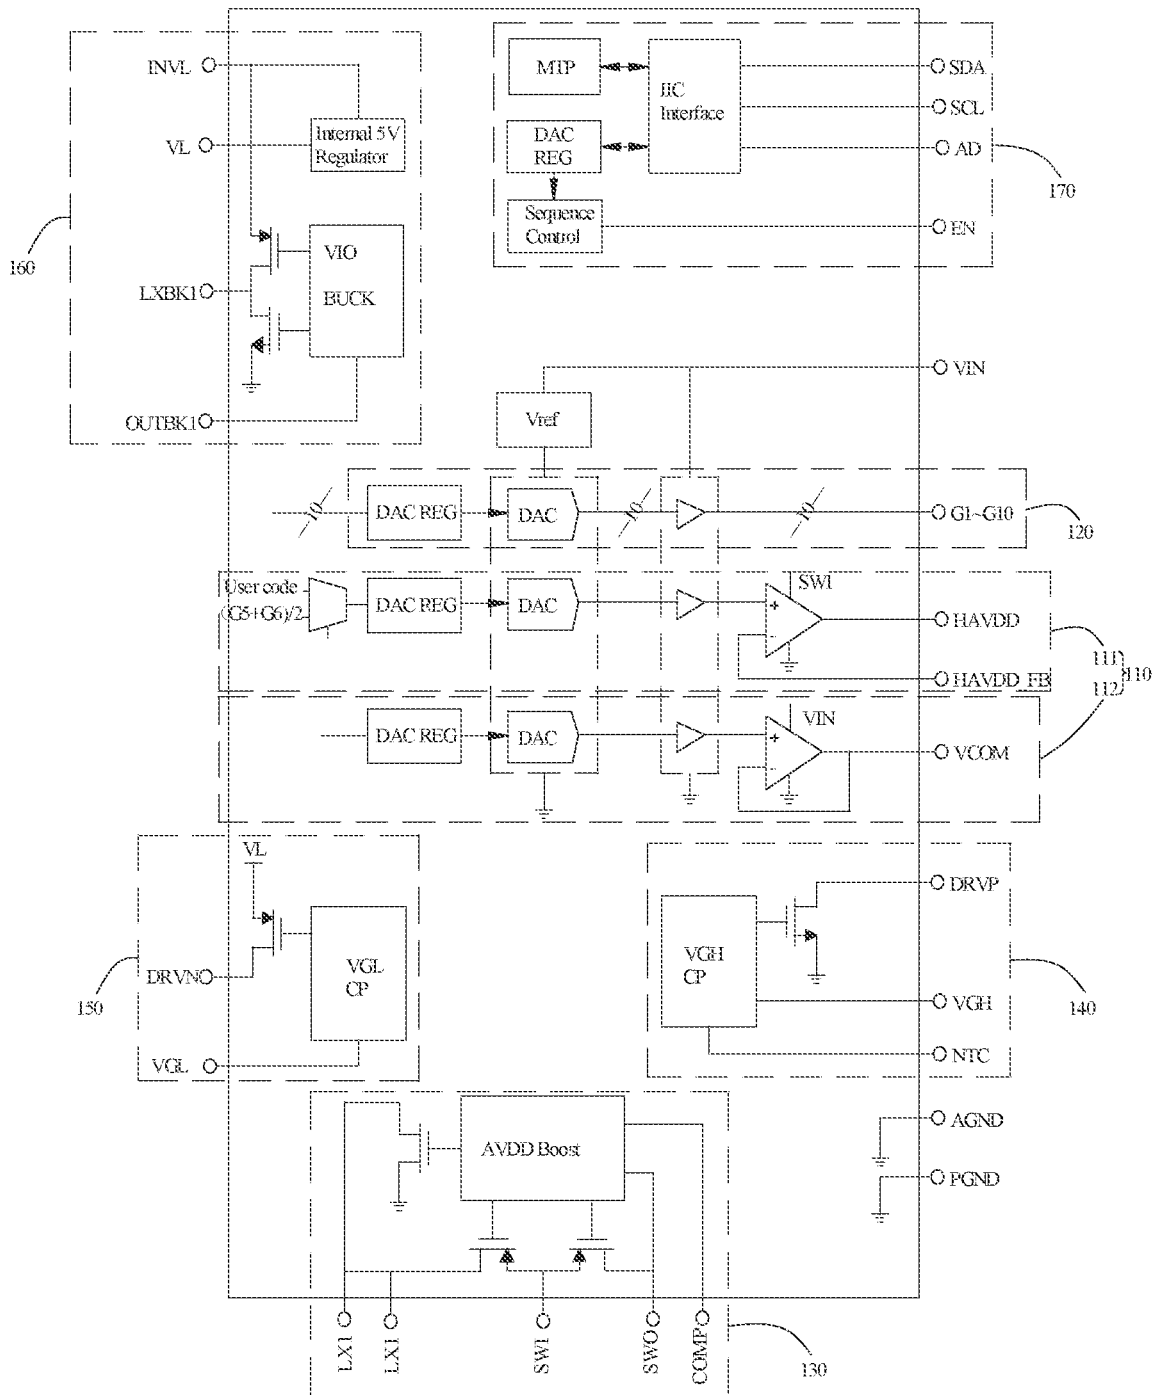 INVL
VL
Internal 5V
Regulator
160
VIO
BUCK
LXBK1
OUTBK1
MTP
IIC
Interface
DAC
REG
Sequence
Control
SDA
SCL
AD
EN
170
VIN
Vref
10
DAC REG
DAC
10
10
G1~G10
120
User code
(G5+G6)/2
DAC REG
DAC
SWI
+
-
HAVDD
HAVDD_FB
111
112
110
DAC REG
DAC
VIN
+
-
VCOM
VL
VGL
CP
DRVN
VGL
150
VGH
CP
DRVP
VGH
NTC
140
AVDD Boost
AGND
PGND
LX1
LX1
SWI
SWO
COMP
130